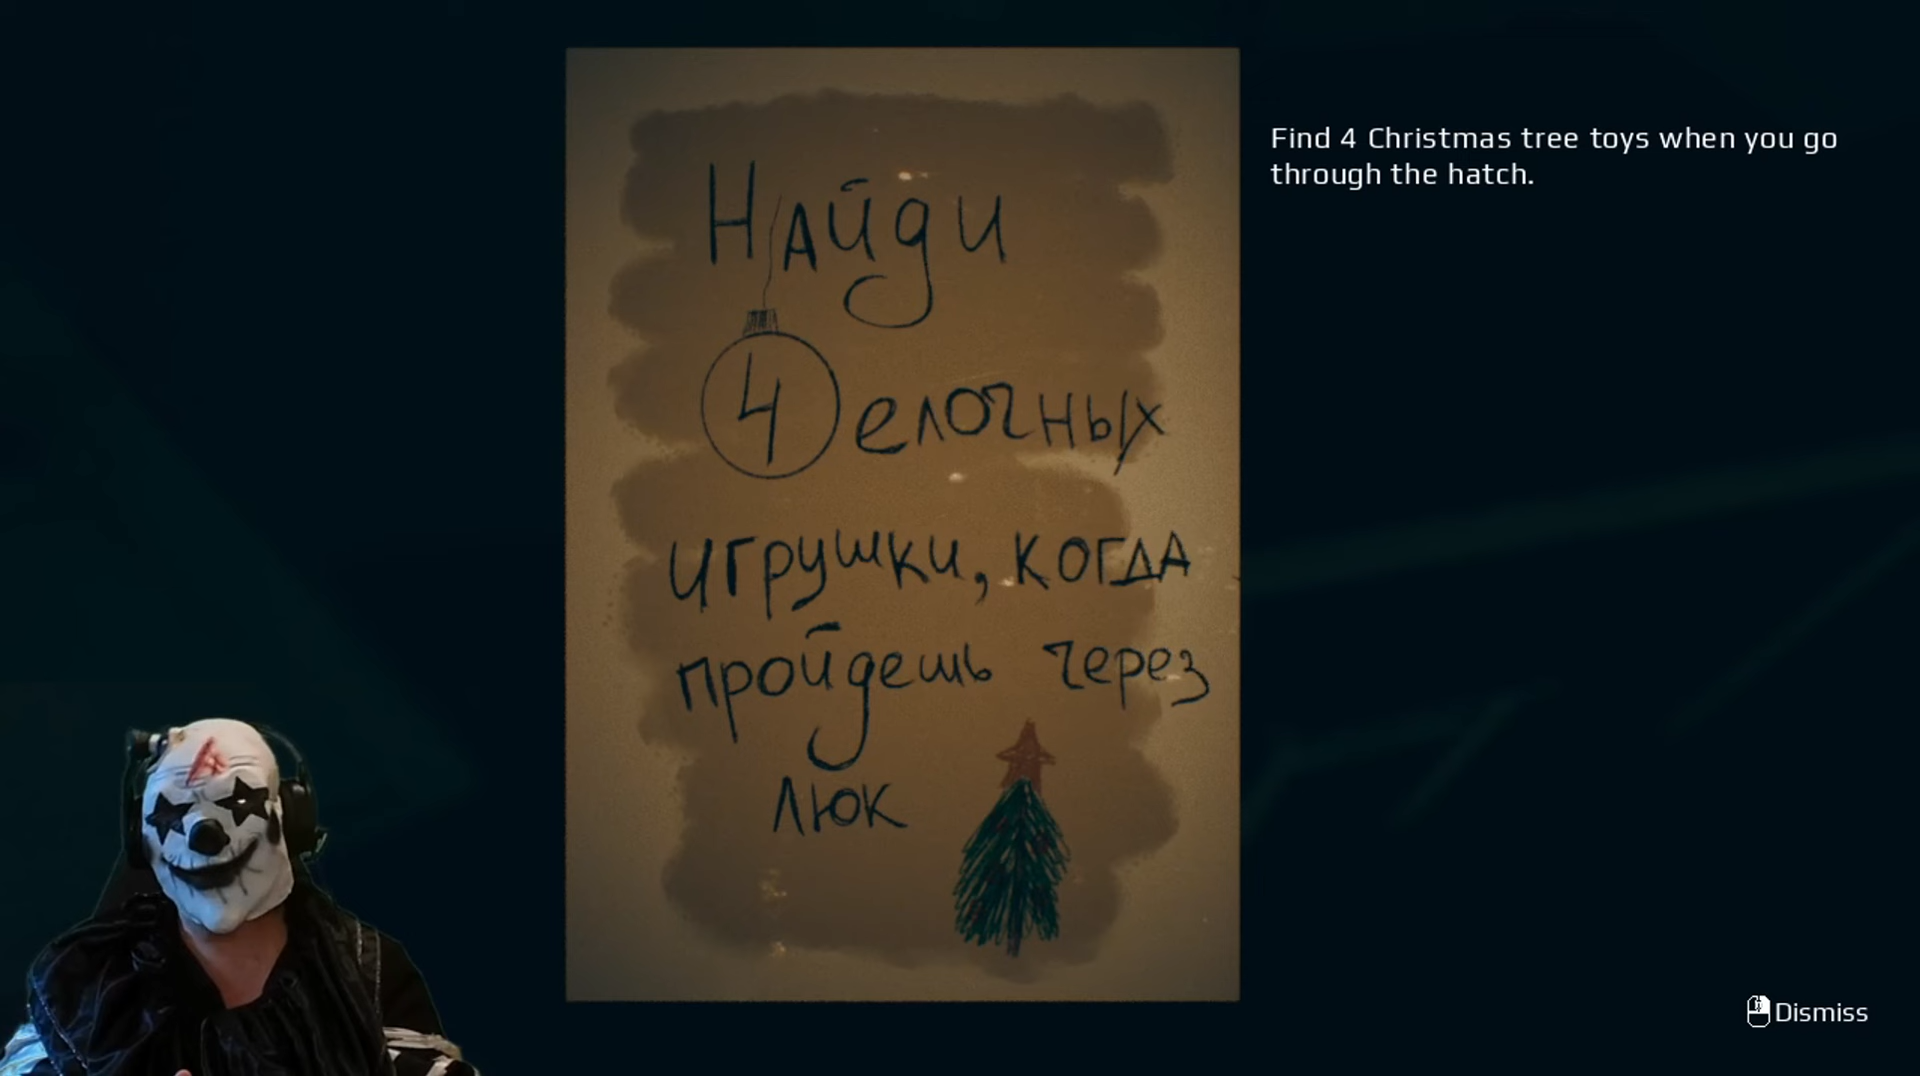 Найди
4 елочных
игрушки, когда
пройдешь через
люк
Find 4 Christmas tree toys when you go
through the hatch.
Dismiss